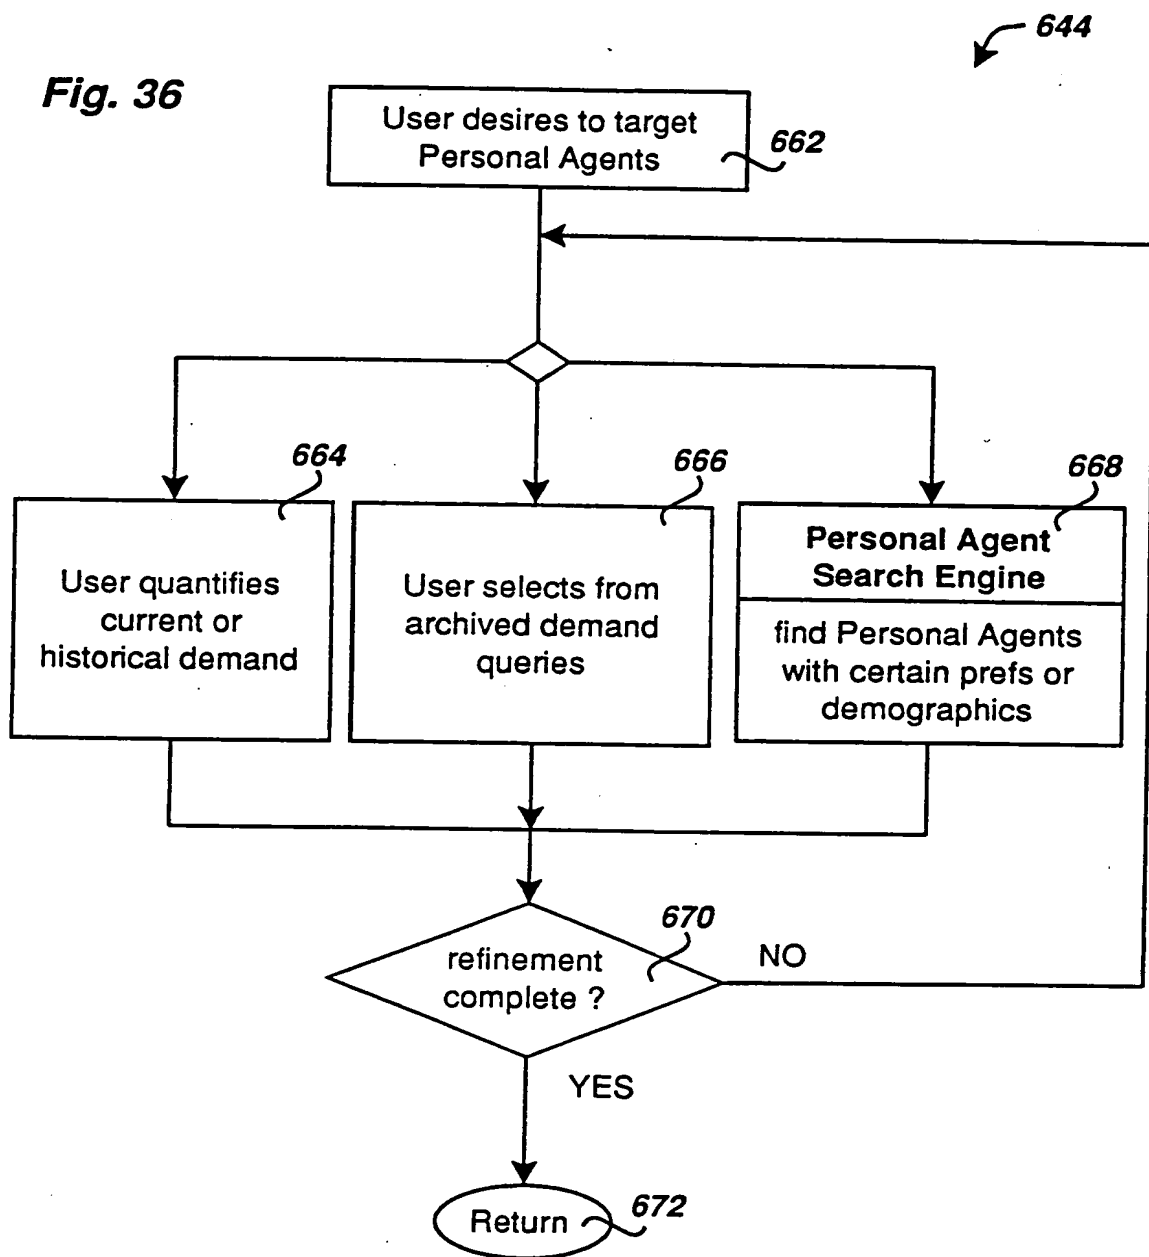 644
Fig. 36
User desires to target
Personal Agents
662
664
User quantifies
current or
historical demand
666
User selects from
archived demand
queries
668
Personal Agent
Search Engine
find Personal Agents
with certain prefs or
demographics
670
refinement
complete ?
NO
YES
Return
672